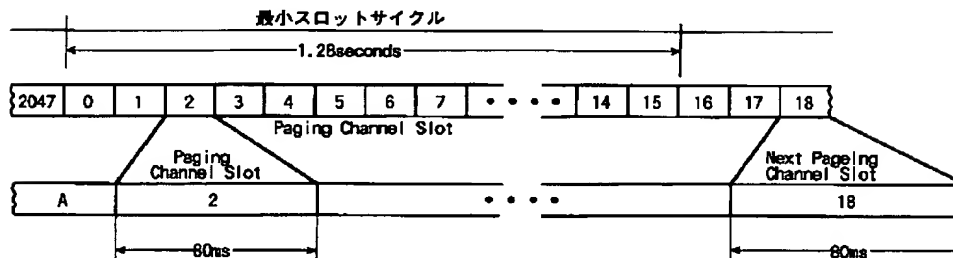 最小スロットサイクル
1.28seconds
2047 0 1 2 3 4 5 6 7 •••• 14 15 16 17 18
Paging Channel Slot
Paging
Channel Slot
Next Pageing
Channel Slot
A 2 •••• 18
80ms 80ms